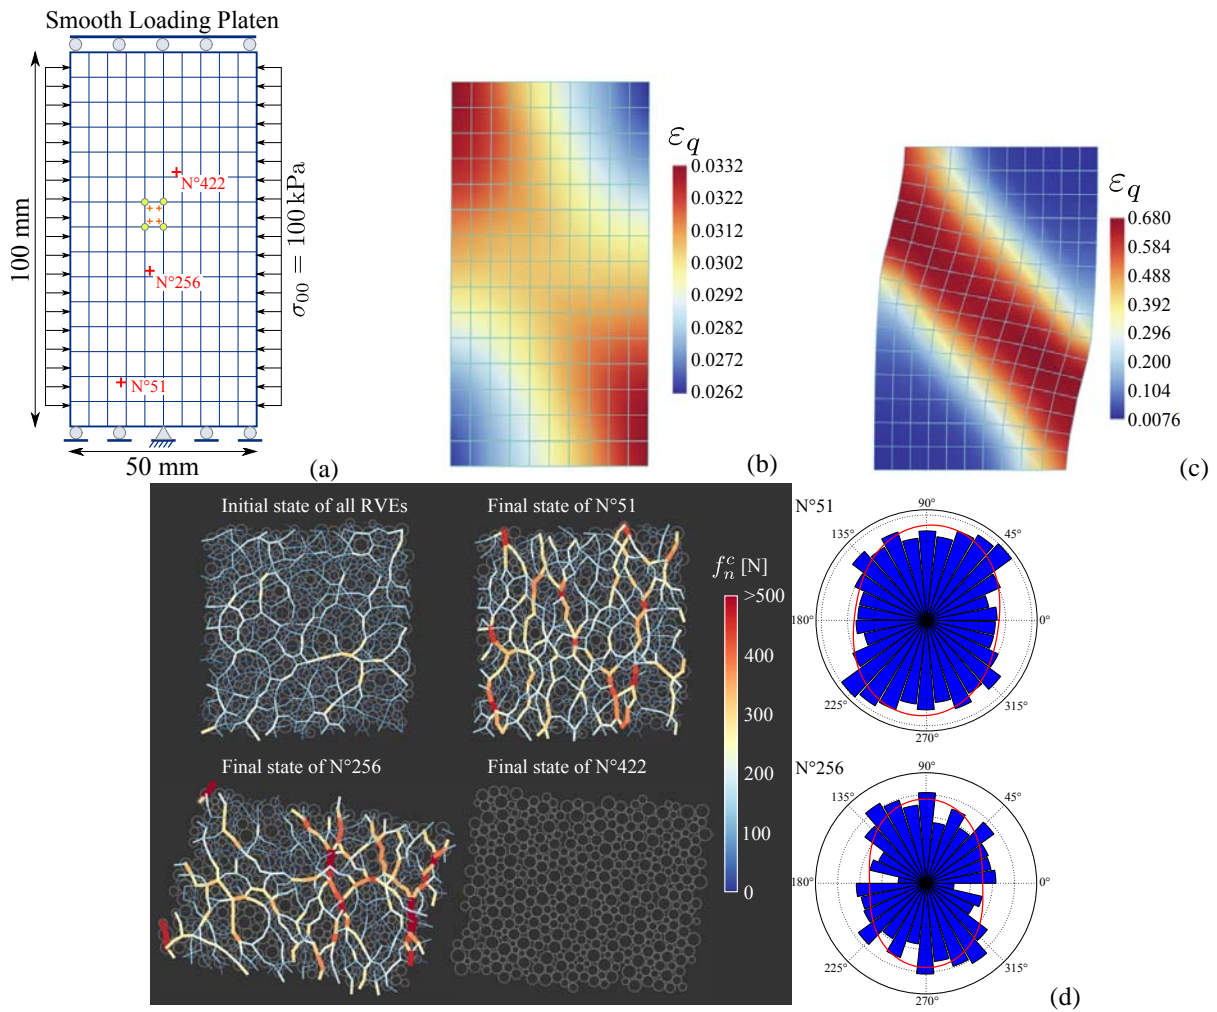 Smooth Loading Platen
100 mm
N°422
N°256
N°51
σ00 = 100 kPa
50 mm
(a)
εq
0.0332
0.0322
0.0312
0.0302
0.0292
0.0282
0.0272
0.0262
(b)
εq
0.680
0.584
0.488
0.392
0.296
0.200
0.104
0.0076
(c)
Initial state of all RVEs
Final state of N°51
Final state of N°256
Final state of N°422
f_n^c [N]
>500
400
300
200
100
0
N°51
90°
135°
45°
180°
0°
225°
315°
270°
N°256
90°
135°
45°
180°
0°
225°
315°
270°
(d)